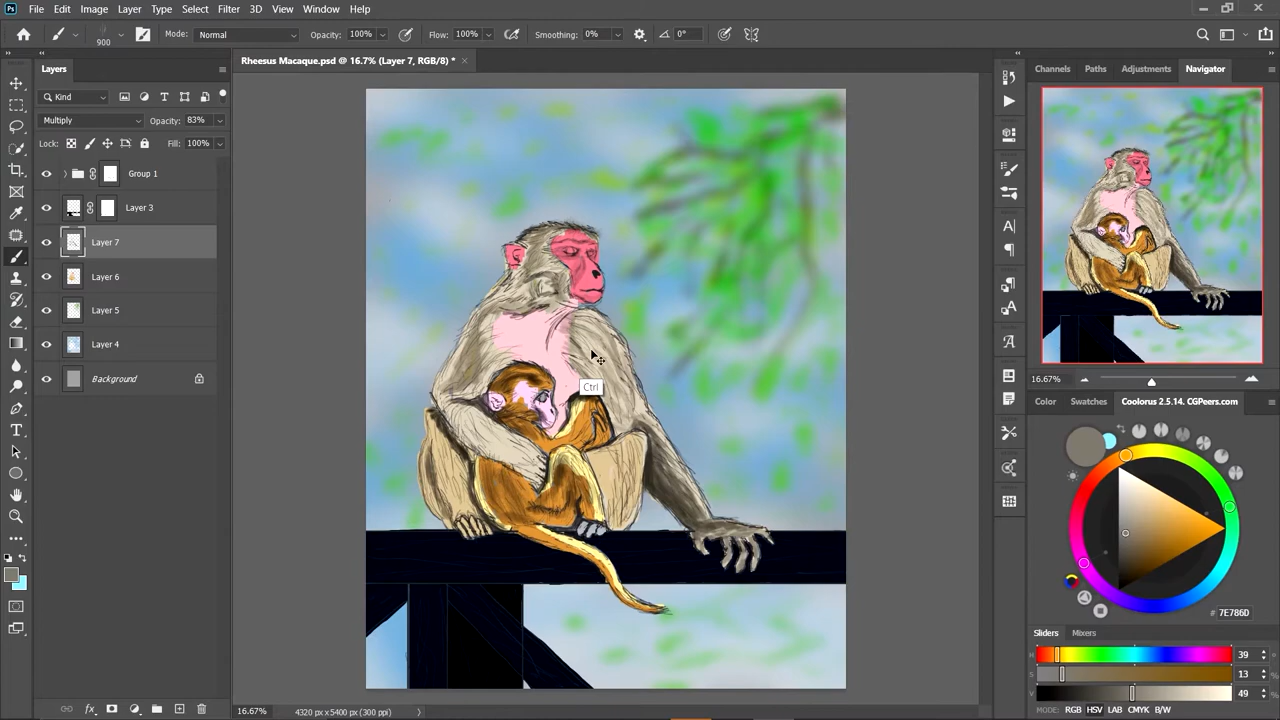 Ps File Edit Image Layer Type Select Filter 3D View Window Help
900 Mode: Normal Opacity: 100% Flow: 100% Smoothing: 0% 0°
Layers
Rheesus Macaque.psd @ 16.7% (Layer 7, RGB/8) *
Channels Paths Adjustments Navigator
Kind
Multiply Opacity: 83%
Lock: Fill: 100%
Group 1
Layer 3
Layer 7
Layer 6
Layer 5
Layer 4
Background
Ctrl
16.67%
Color Swatches Coolorus 2.5.14. CGPeers.com
# 7E786D
Sliders Mixers
H 39 °
S 13 %
V 49 %
MODE: RGB HSV LAB CMYK B/W
16.67% 4320 px x 5400 px (300 ppi)